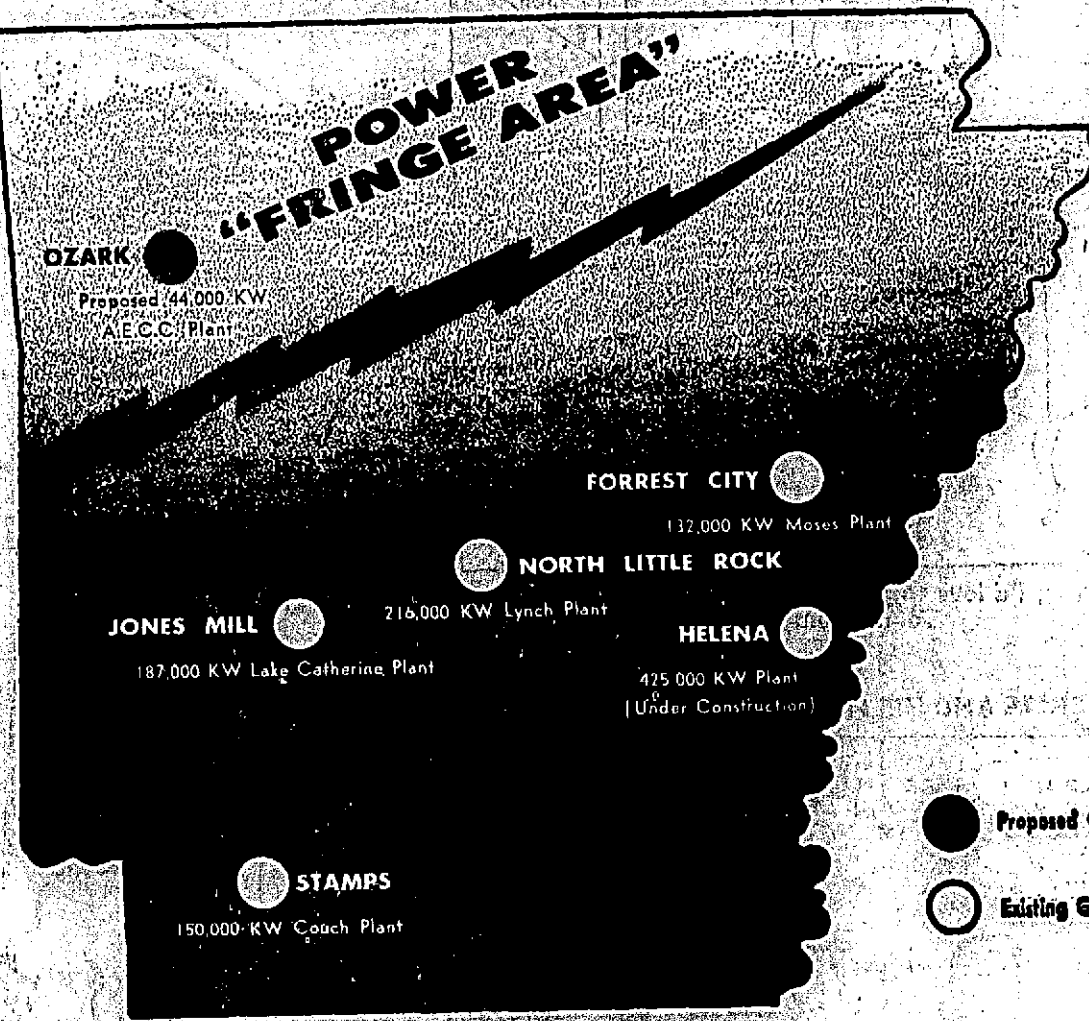 POWER
"FRINGE AREA"
OZARK
Proposed 44,000 KW
A.E.C.C. Plant
FORREST CITY
132,000 KW Moses Plant
NORTH LITTLE ROCK
216,000 KW Lynch Plant
JONES MILL
187,000 KW Lake Catherine Plant
HELENA
425,000 KW Plant
(Under Construction)
STAMPS
150,000 KW Couch Plant
Proposed
Existing G